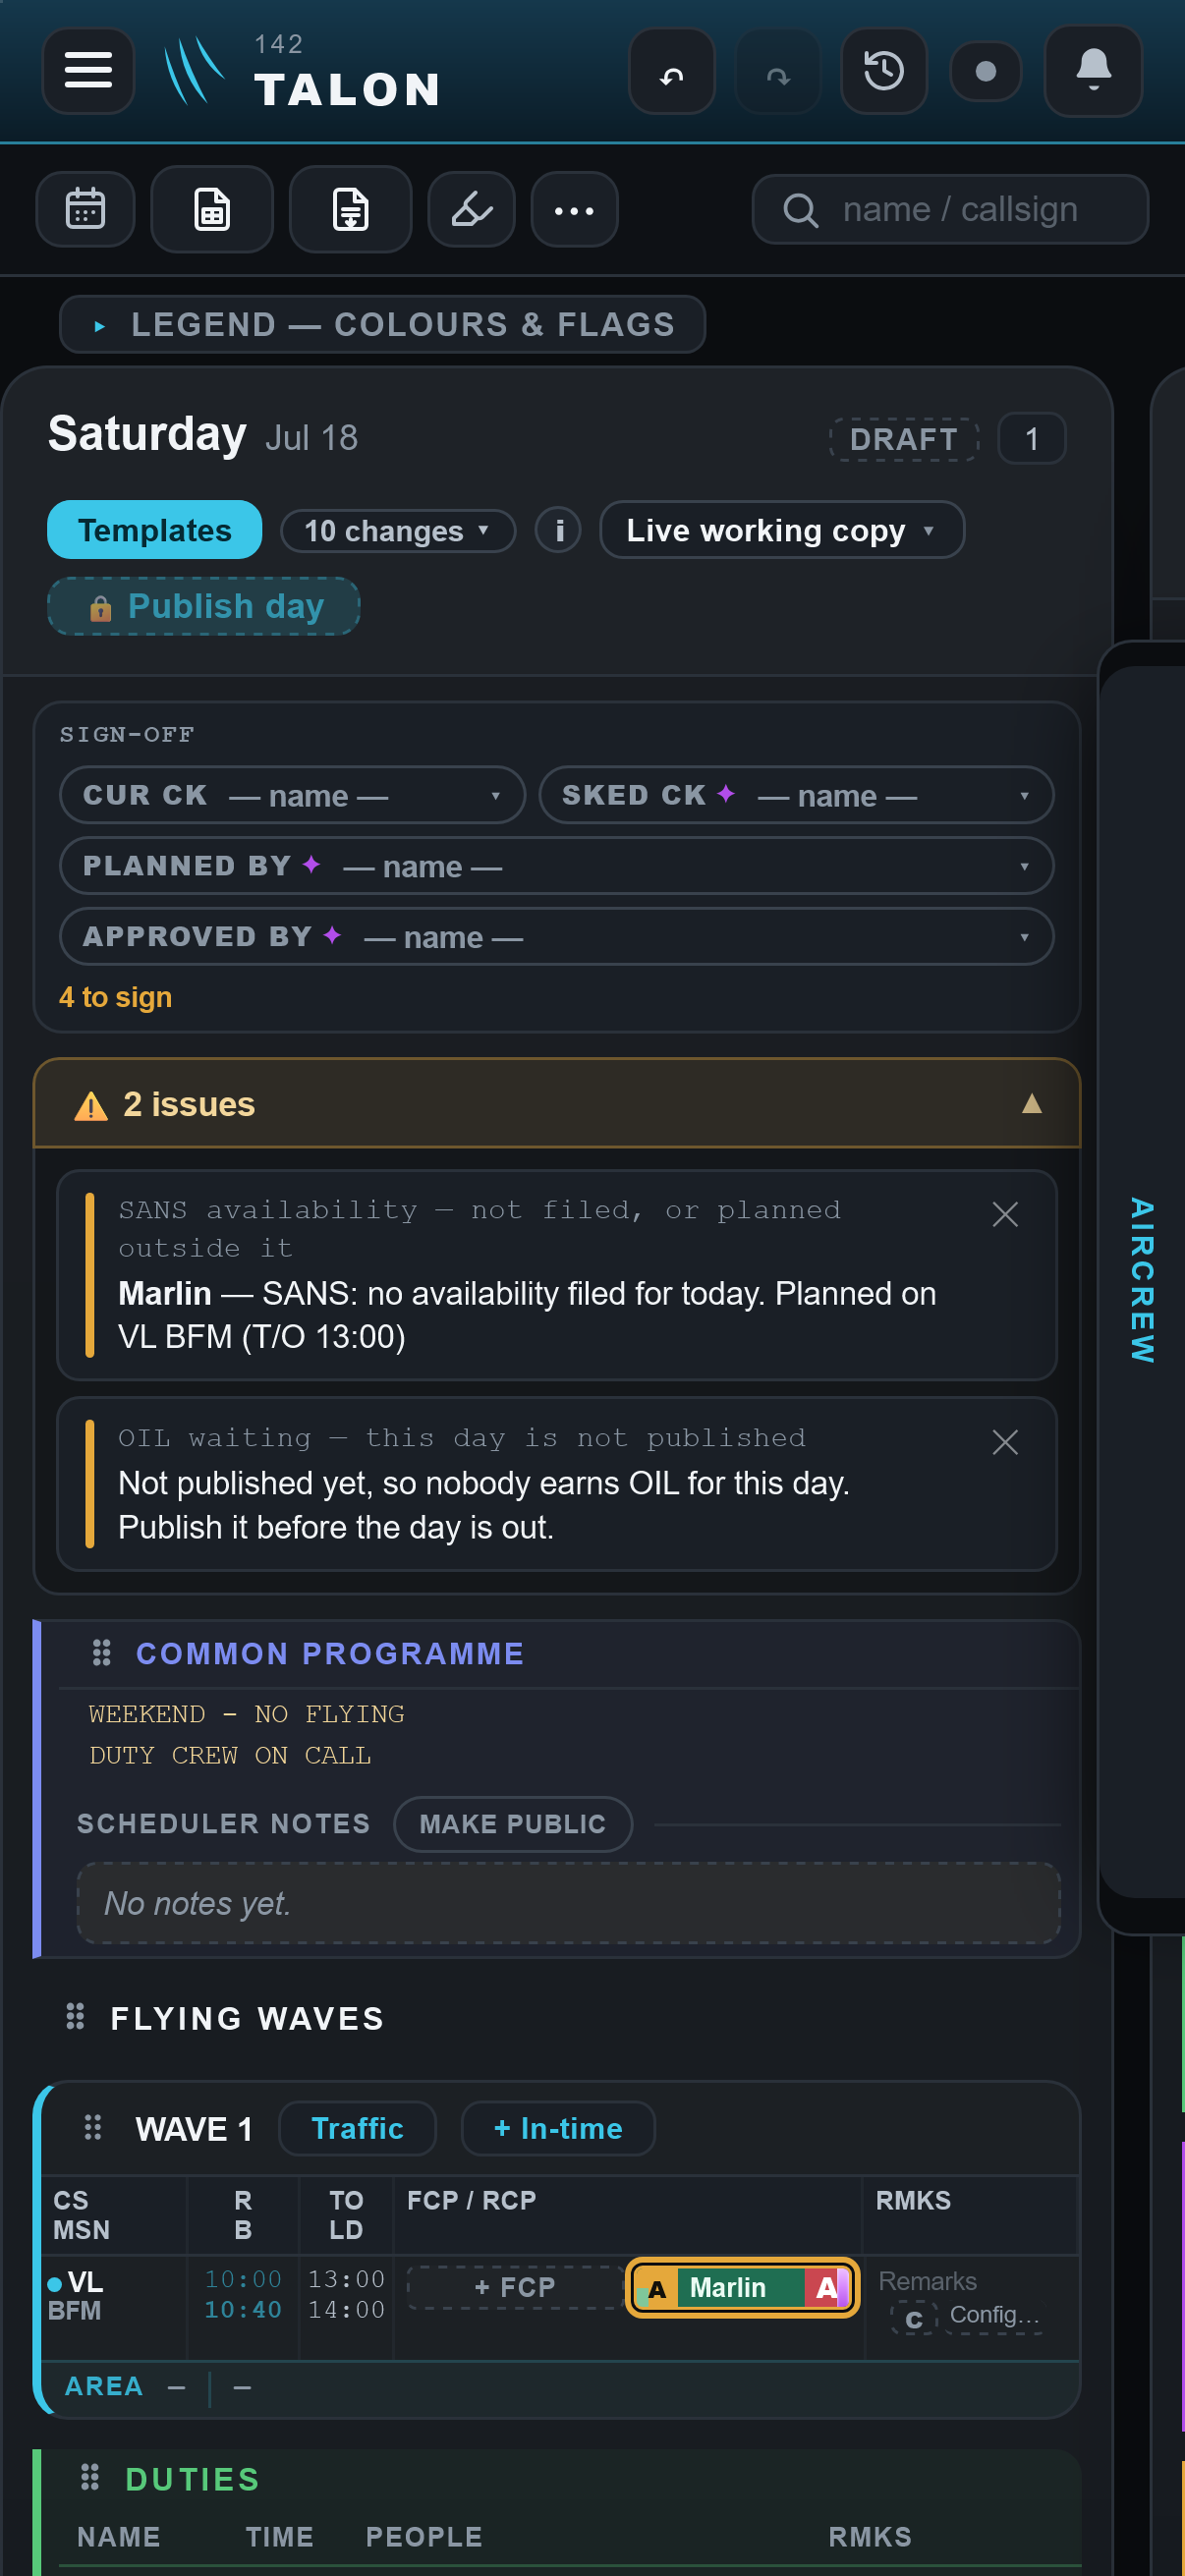 142
TALON
name / callsign
LEGEND — COLOURS & FLAGS
Saturday Jul 18
DRAFT 1
Templates 10 changes i Live working copy
Publish day
SIGN-OFF
CUR CK — name — SKED CK — name —
PLANNED BY — name —
APPROVED BY — name —
4 to sign
2 issues
SANS availability — not filed, or planned
outside it
Marlin — SANS: no availability filed for today. Planned on
VL BFM (T/O 13:00)
OIL waiting — this day is not published
Not published yet, so nobody earns OIL for this day.
Publish it before the day is out.
AIRCREW
COMMON PROGRAMME
WEEKEND - NO FLYING
DUTY CREW ON CALL
SCHEDULER NOTES MAKE PUBLIC
No notes yet.
FLYING WAVES
WAVE 1 Traffic + In-time
CS R TO FCP / RCP RMKS
MSN B LD
VL 10:00 13:00 + FCP A Marlin A Remarks
BFM 10:40 14:00 C Config…
AREA – –
DUTIES
NAME TIME PEOPLE RMKS